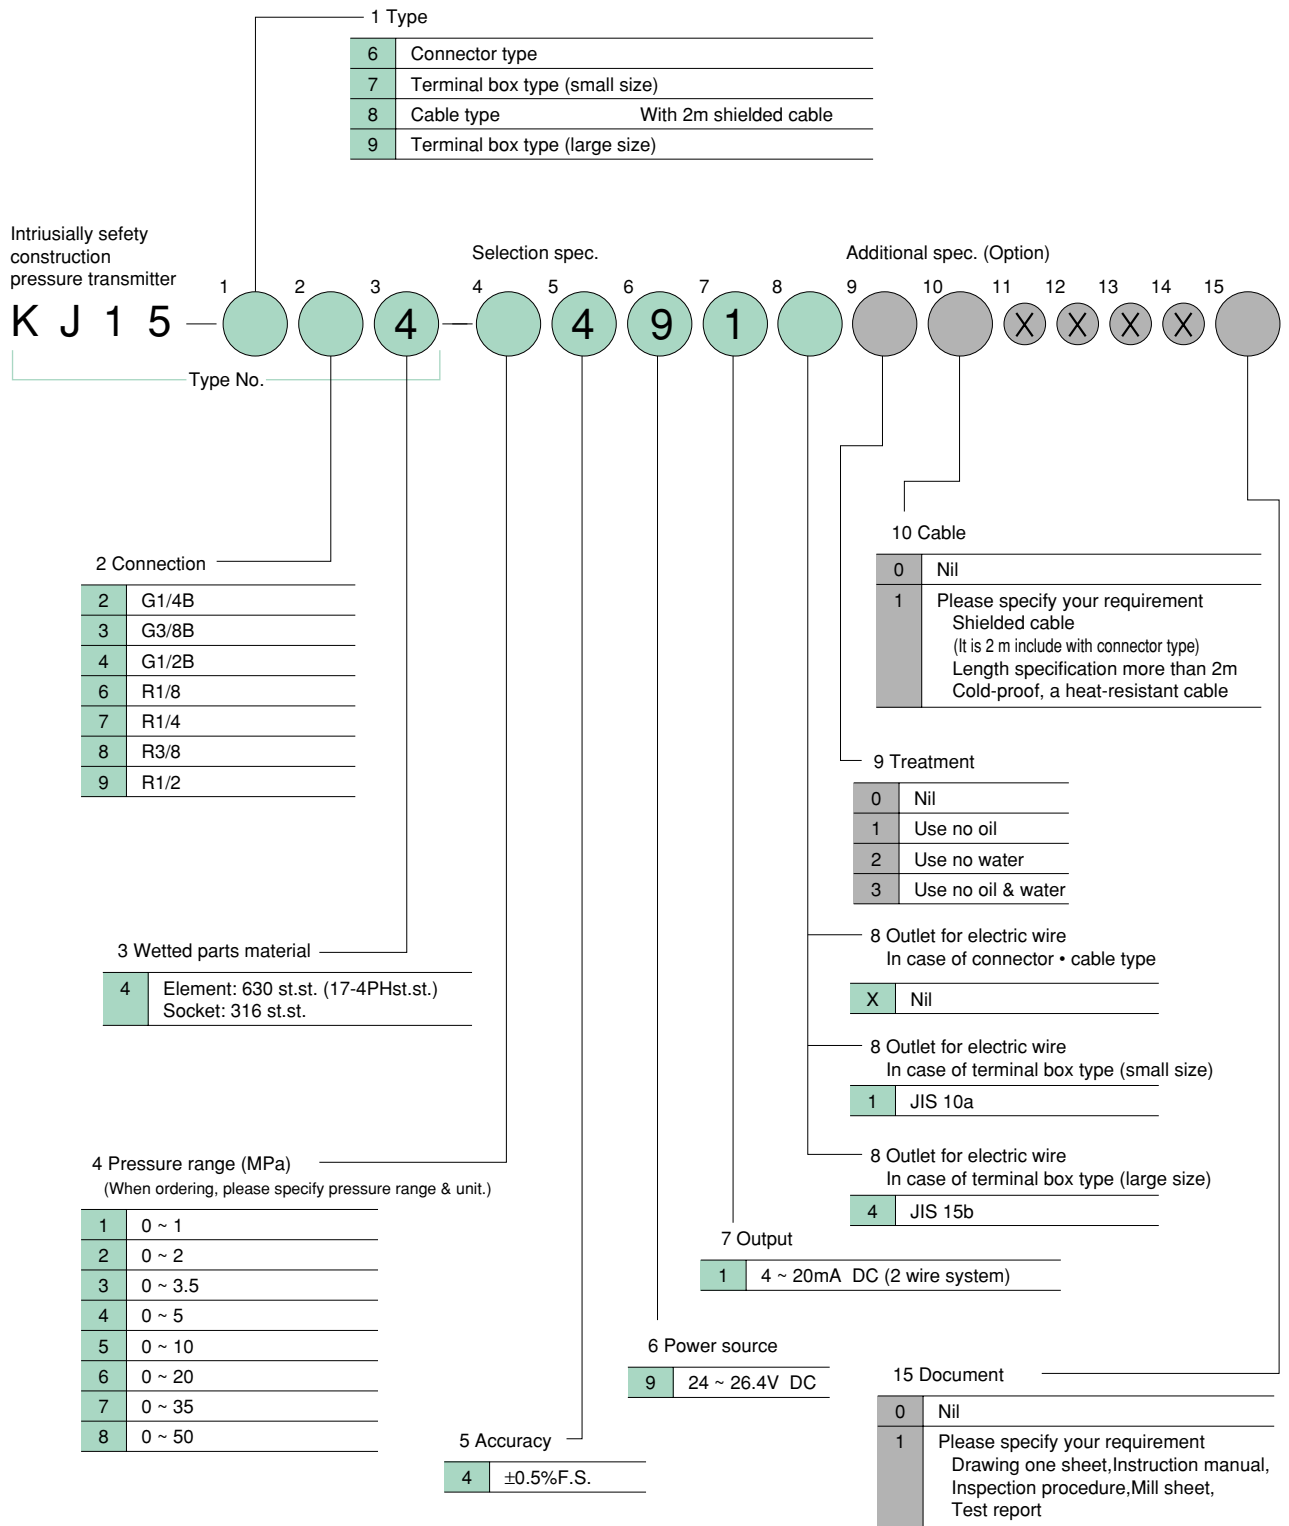 1 Type
6 Connector type
7 Terminal box type (small size)
8 Cable type With 2m shielded cable
9 Terminal box type (large size)
Intriusially sefety
construction
pressure transmitter
Selection spec.
Additional spec. (Option)
1 2 3 4 5 6 7 8 9 10 11 12 13 14 15
K J 1 5 4 4 9 1 X X X X
Type No.
10 Cable
0 Nil
1 Please specify your requirement
Shielded cable
(It is 2 m include with connector type)
Length specification more than 2m
Cold-proof, a heat-resistant cable
2 Connection
2 G1/4B
3 G3/8B
4 G1/2B
6 R1/8
7 R1/4
8 R3/8
9 R1/2
9 Treatment
0 Nil
1 Use no oil
2 Use no water
3 Use no oil & water
3 Wetted parts material
4 Element: 630 st.st. (17-4PHst.st.)
Socket: 316 st.st.
8 Outlet for electric wire
In case of connector • cable type
X Nil
8 Outlet for electric wire
In case of terminal box type (small size)
1 JIS 10a
8 Outlet for electric wire
In case of terminal box type (large size)
4 JIS 15b
4 Pressure range (MPa)
(When ordering, please specify pressure range & unit.)
1 0 ~ 1
2 0 ~ 2
3 0 ~ 3.5
4 0 ~ 5
5 0 ~ 10
6 0 ~ 20
7 0 ~ 35
8 0 ~ 50
7 Output
1 4 ~ 20mA DC (2 wire system)
6 Power source
9 24 ~ 26.4V DC
5 Accuracy
4 ±0.5%F.S.
15 Document
0 Nil
1 Please specify your requirement
Drawing one sheet,Instruction manual,
Inspection procedure,Mill sheet,
Test report